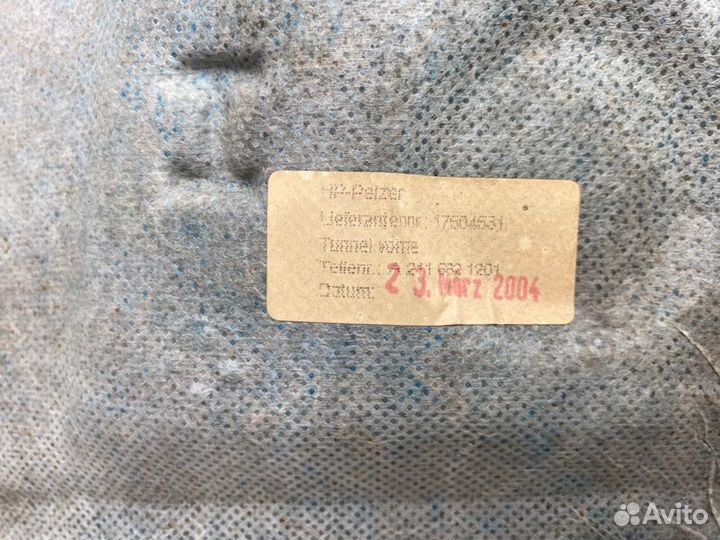 HP-Pelzer
Lieferantennr.: 17504531
Tunnel vorne
Teilenr.: A 211 682 1201
Datum: 23. März 2004
Avito